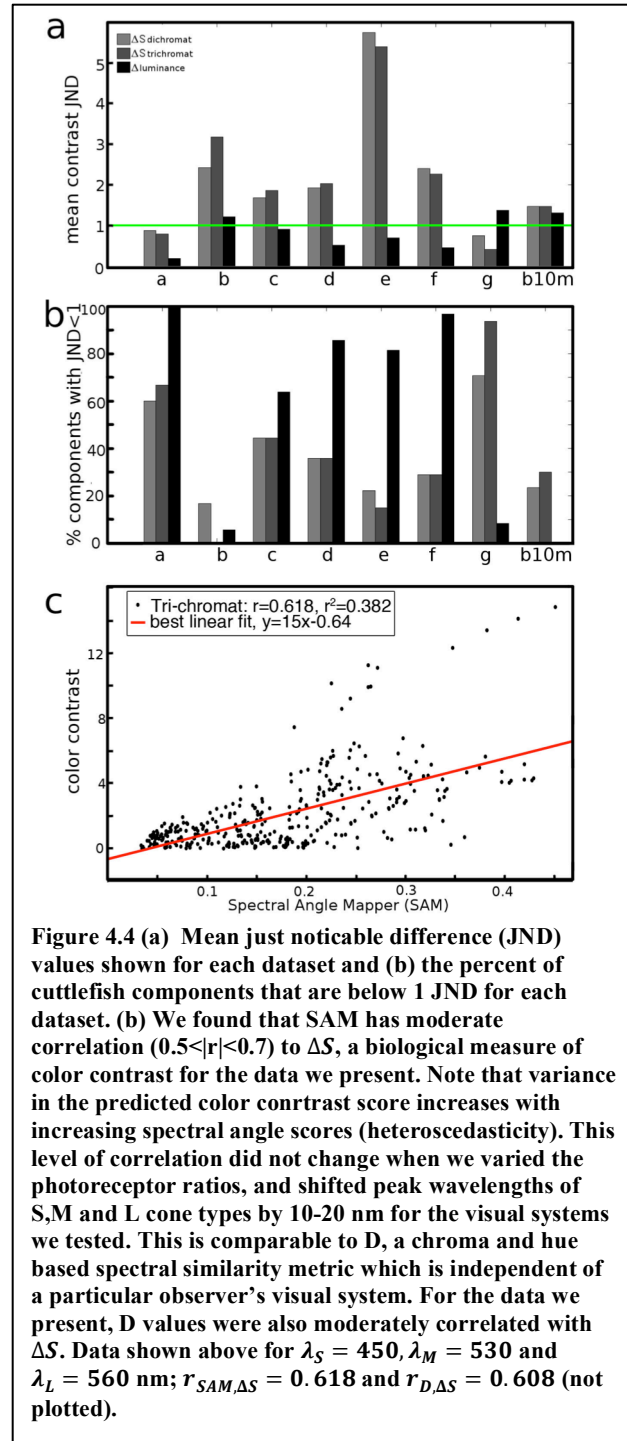 a
ΔS dichromat
ΔS trichromat
Δluminance
mean contrast JND
5
4
3
2
1
0
a b c d e f g b10m
b
% components with JND<1
100
80
60
40
20
0
a b c d e f g b10m
c
Tri-chromat: r=0.618, r²=0.382
best linear fit, y=15x-0.64
color contrast
12
8
4
0
0.1 0.2 0.3 0.4
Spectral Angle Mapper (SAM)
Figure 4.4 (a) Mean just noticable difference (JND)
values shown for each dataset and (b) the percent of
cuttlefish components that are below 1 JND for each
dataset. (b) We found that SAM has moderate
correlation (0.5<|r|<0.7) to ΔS, a biological measure of
color contrast for the data we present. Note that variance
in the predicted color conrtrast score increases with
increasing spectral angle scores (heteroscedasticity). This
level of correlation did not change when we varied the
photoreceptor ratios, and shifted peak wavelengths of
S,M and L cone types by 10-20 nm for the visual systems
we tested. This is comparable to D, a chroma and hue
based spectral similarity metric which is independent of
a particular observer’s visual system. For the data we
present, D values were also moderately correlated with
ΔS. Data shown above for λ_S = 450, λ_M = 530 and
λ_L = 560 nm; r_SAM,ΔS = 0.618 and r_D,ΔS = 0.608 (not
plotted).